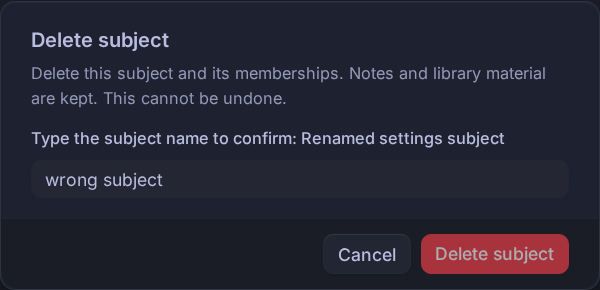 Delete subject
Delete this subject and its memberships. Notes and library material
are kept. This cannot be undone.
Type the subject name to confirm: Renamed settings subject
wrong subject
Cancel
Delete subject